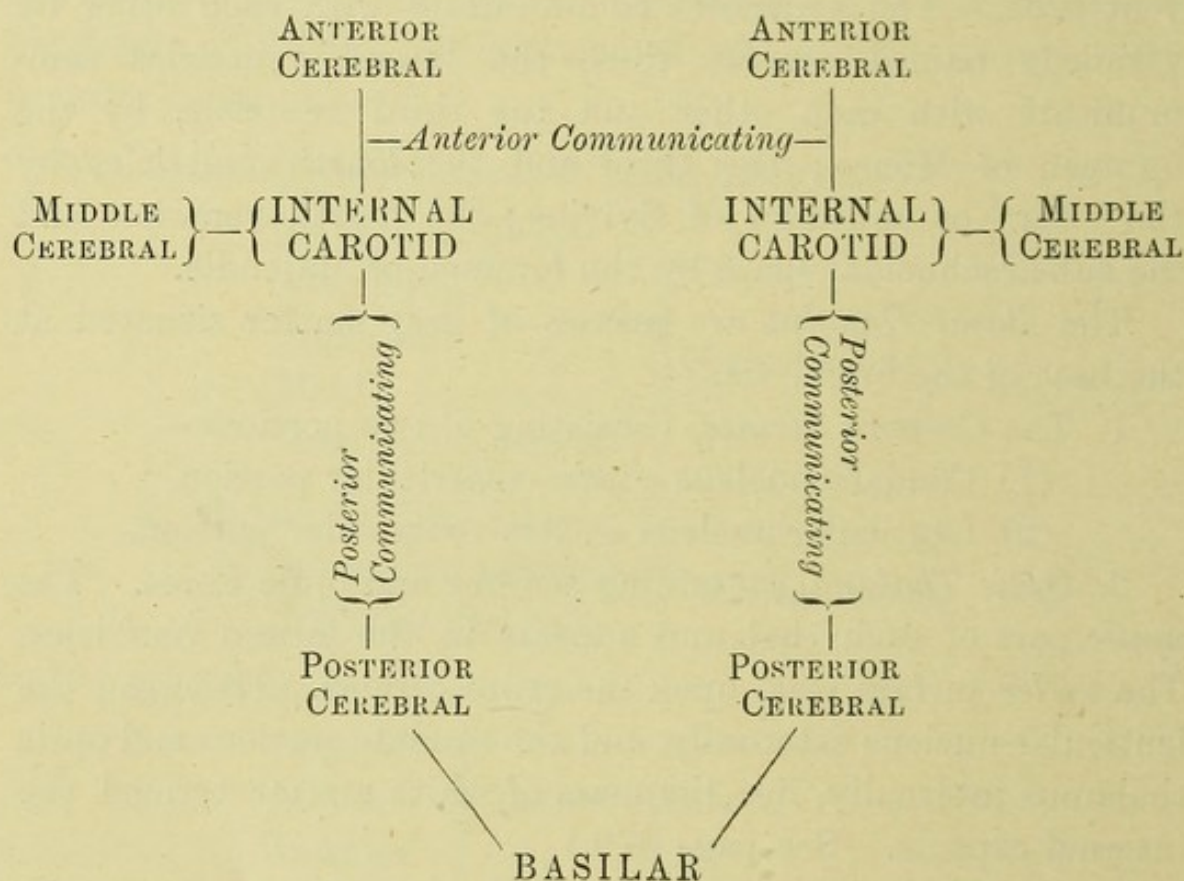 ANTERIOR CEREBRAL
ANTERIOR CEREBRAL
—Anterior Communicating—
MIDDLE CEREBRAL
INTERNAL CAROTID
INTERNAL CAROTID
MIDDLE CEREBRAL
Posterior Communicating
Posterior Communicating
POSTERIOR CEREBRAL
POSTERIOR CEREBRAL
BASILAR